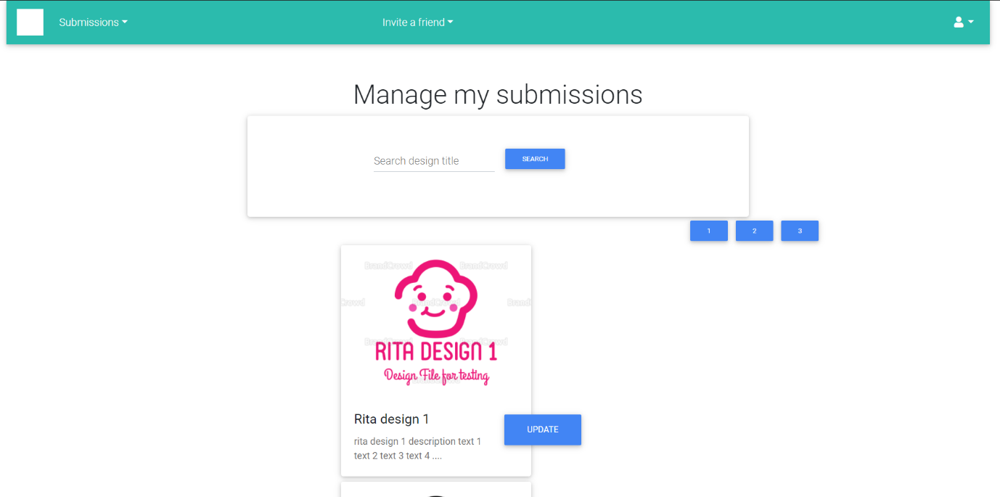 Submissions
Invite a friend
Manage my submissions
Search design title
SEARCH
1
2
3
BrandCrowd BrandCrowd
Crowd BrandCrowd Brand
BrandCrowd BrandCrowd
RITA DESIGN 1
Design File for testing
Rita design 1
UPDATE
rita design 1 description text 1
text 2 text 3 text 4 ....